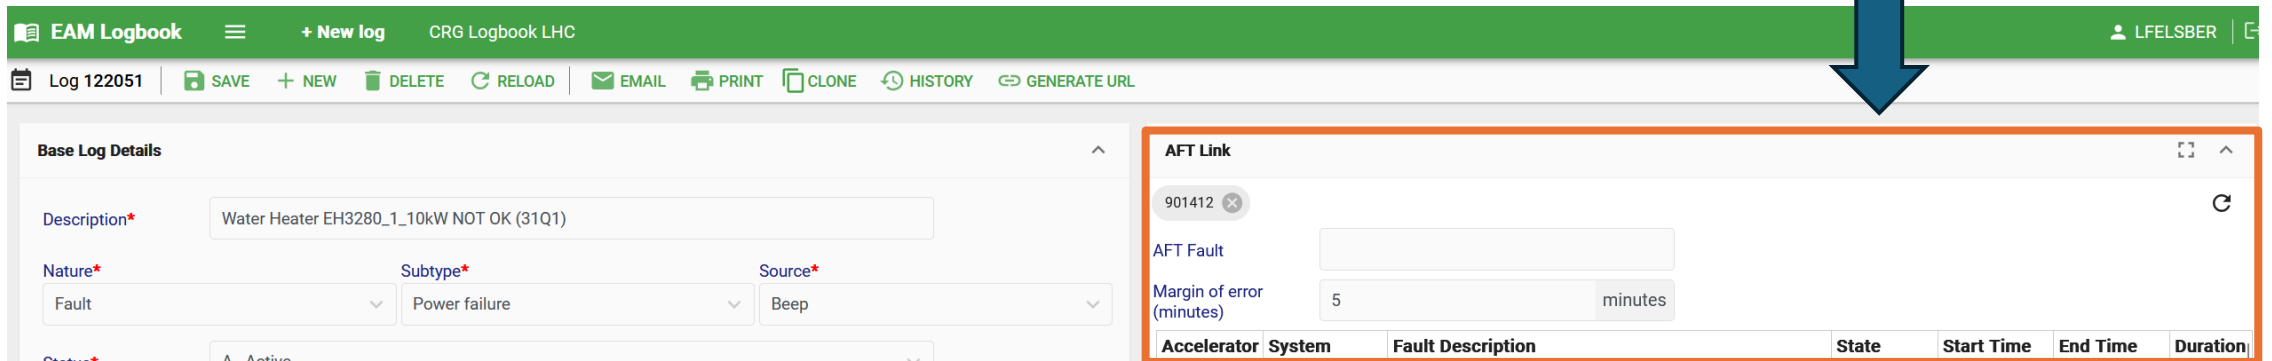 EAM Logbook + New log CRG Logbook LHC LFELSBER
Log 122051 SAVE NEW DELETE RELOAD EMAIL PRINT CLONE HISTORY GENERATE URL
Base Log Details
Description* Water Heater EH3280_1_10kW NOT OK (31Q1)
Nature* Subtype* Source*
Fault Power failure Beep
Status* A Active
AFT Link
901412
AFT Fault
Margin of error
(minutes)
5 minutes
Accelerator System Fault Description State Start Time End Time Duration